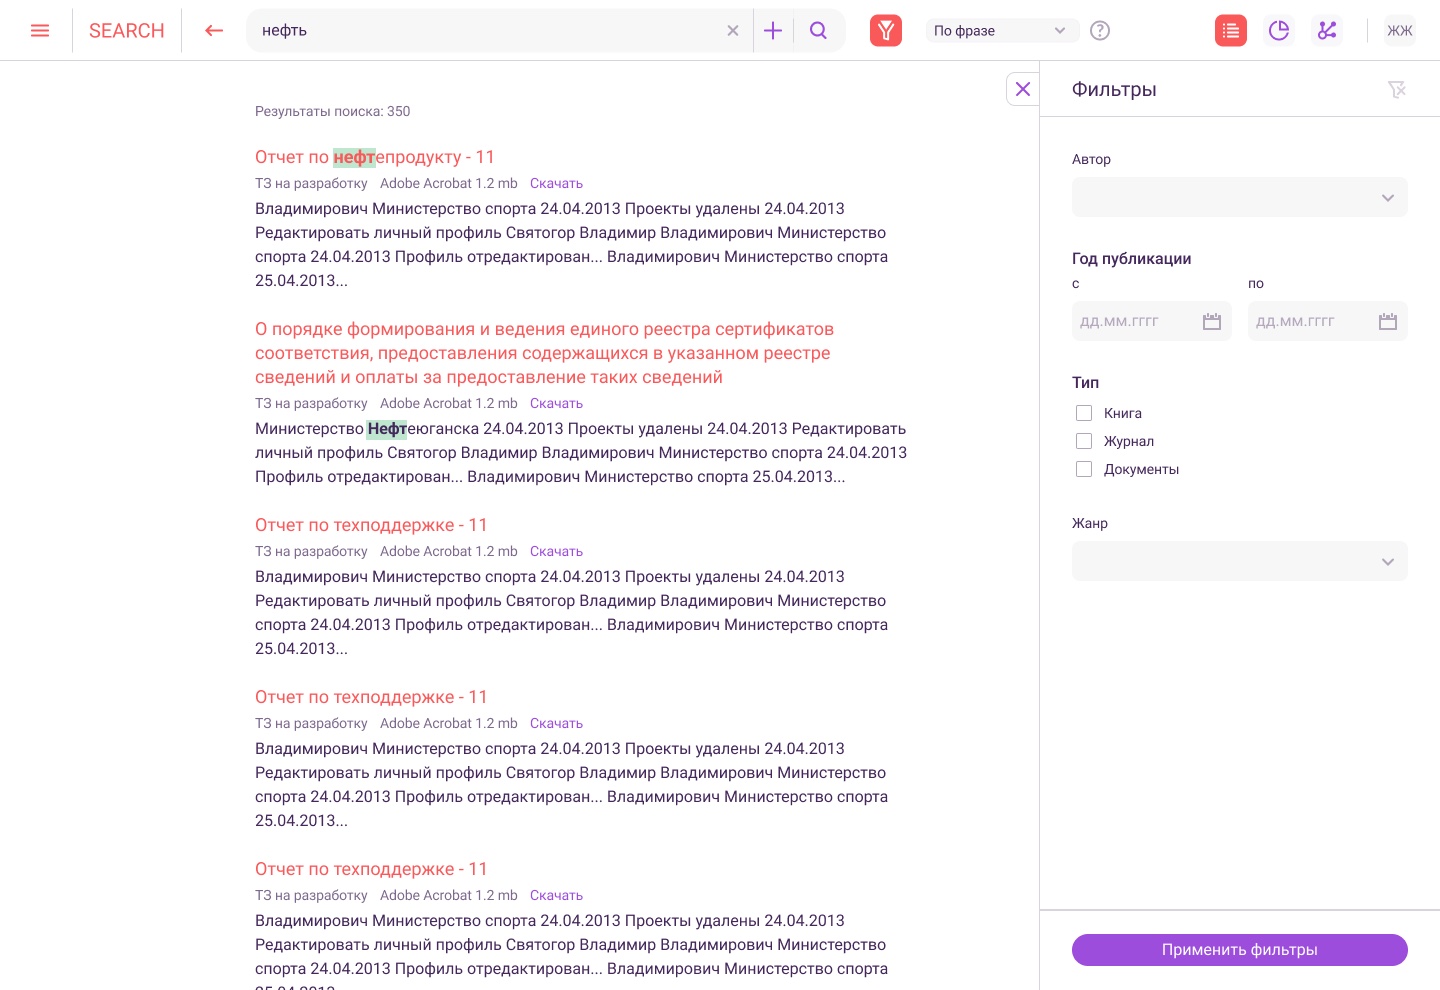 SEARCH
нефть
По фразе
ЖЖ
Результаты поиска: 350
Отчет по нефтепродукту - 11
ТЗ на разработку Adobe Acrobat 1.2 mb Скачать
Владимирович Министерство спорта 24.04.2013 Проекты удалены 24.04.2013
Редактировать личный профиль Святогор Владимир Владимирович Министерство
спорта 24.04.2013 Профиль отредактирован... Владимирович Министерство спорта
25.04.2013...
О порядке формирования и ведения единого реестра сертификатов
соответствия, предоставления содержащихся в указанном реестре
сведений и оплаты за предоставление таких сведений
ТЗ на разработку Adobe Acrobat 1.2 mb Скачать
Министерство Нефтеюганска 24.04.2013 Проекты удалены 24.04.2013 Редактировать
личный профиль Святогор Владимир Владимирович Министерство спорта 24.04.2013
Профиль отредактирован... Владимирович Министерство спорта 25.04.2013...
Отчет по техподдержке - 11
ТЗ на разработку Adobe Acrobat 1.2 mb Скачать
Владимирович Министерство спорта 24.04.2013 Проекты удалены 24.04.2013
Редактировать личный профиль Святогор Владимир Владимирович Министерство
спорта 24.04.2013 Профиль отредактирован... Владимирович Министерство спорта
25.04.2013...
Отчет по техподдержке - 11
ТЗ на разработку Adobe Acrobat 1.2 mb Скачать
Владимирович Министерство спорта 24.04.2013 Проекты удалены 24.04.2013
Редактировать личный профиль Святогор Владимир Владимирович Министерство
спорта 24.04.2013 Профиль отредактирован... Владимирович Министерство спорта
25.04.2013...
Отчет по техподдержке - 11
ТЗ на разработку Adobe Acrobat 1.2 mb Скачать
Владимирович Министерство спорта 24.04.2013 Проекты удалены 24.04.2013
Редактировать личный профиль Святогор Владимир Владимирович Министерство
спорта 24.04.2013 Профиль отредактирован... Владимирович Министерство спорта
Фильтры
Автор
Год публикации
с по
дд.мм.гггг дд.мм.гггг
Тип
Книга
Журнал
Документы
Жанр
Применить фильтры